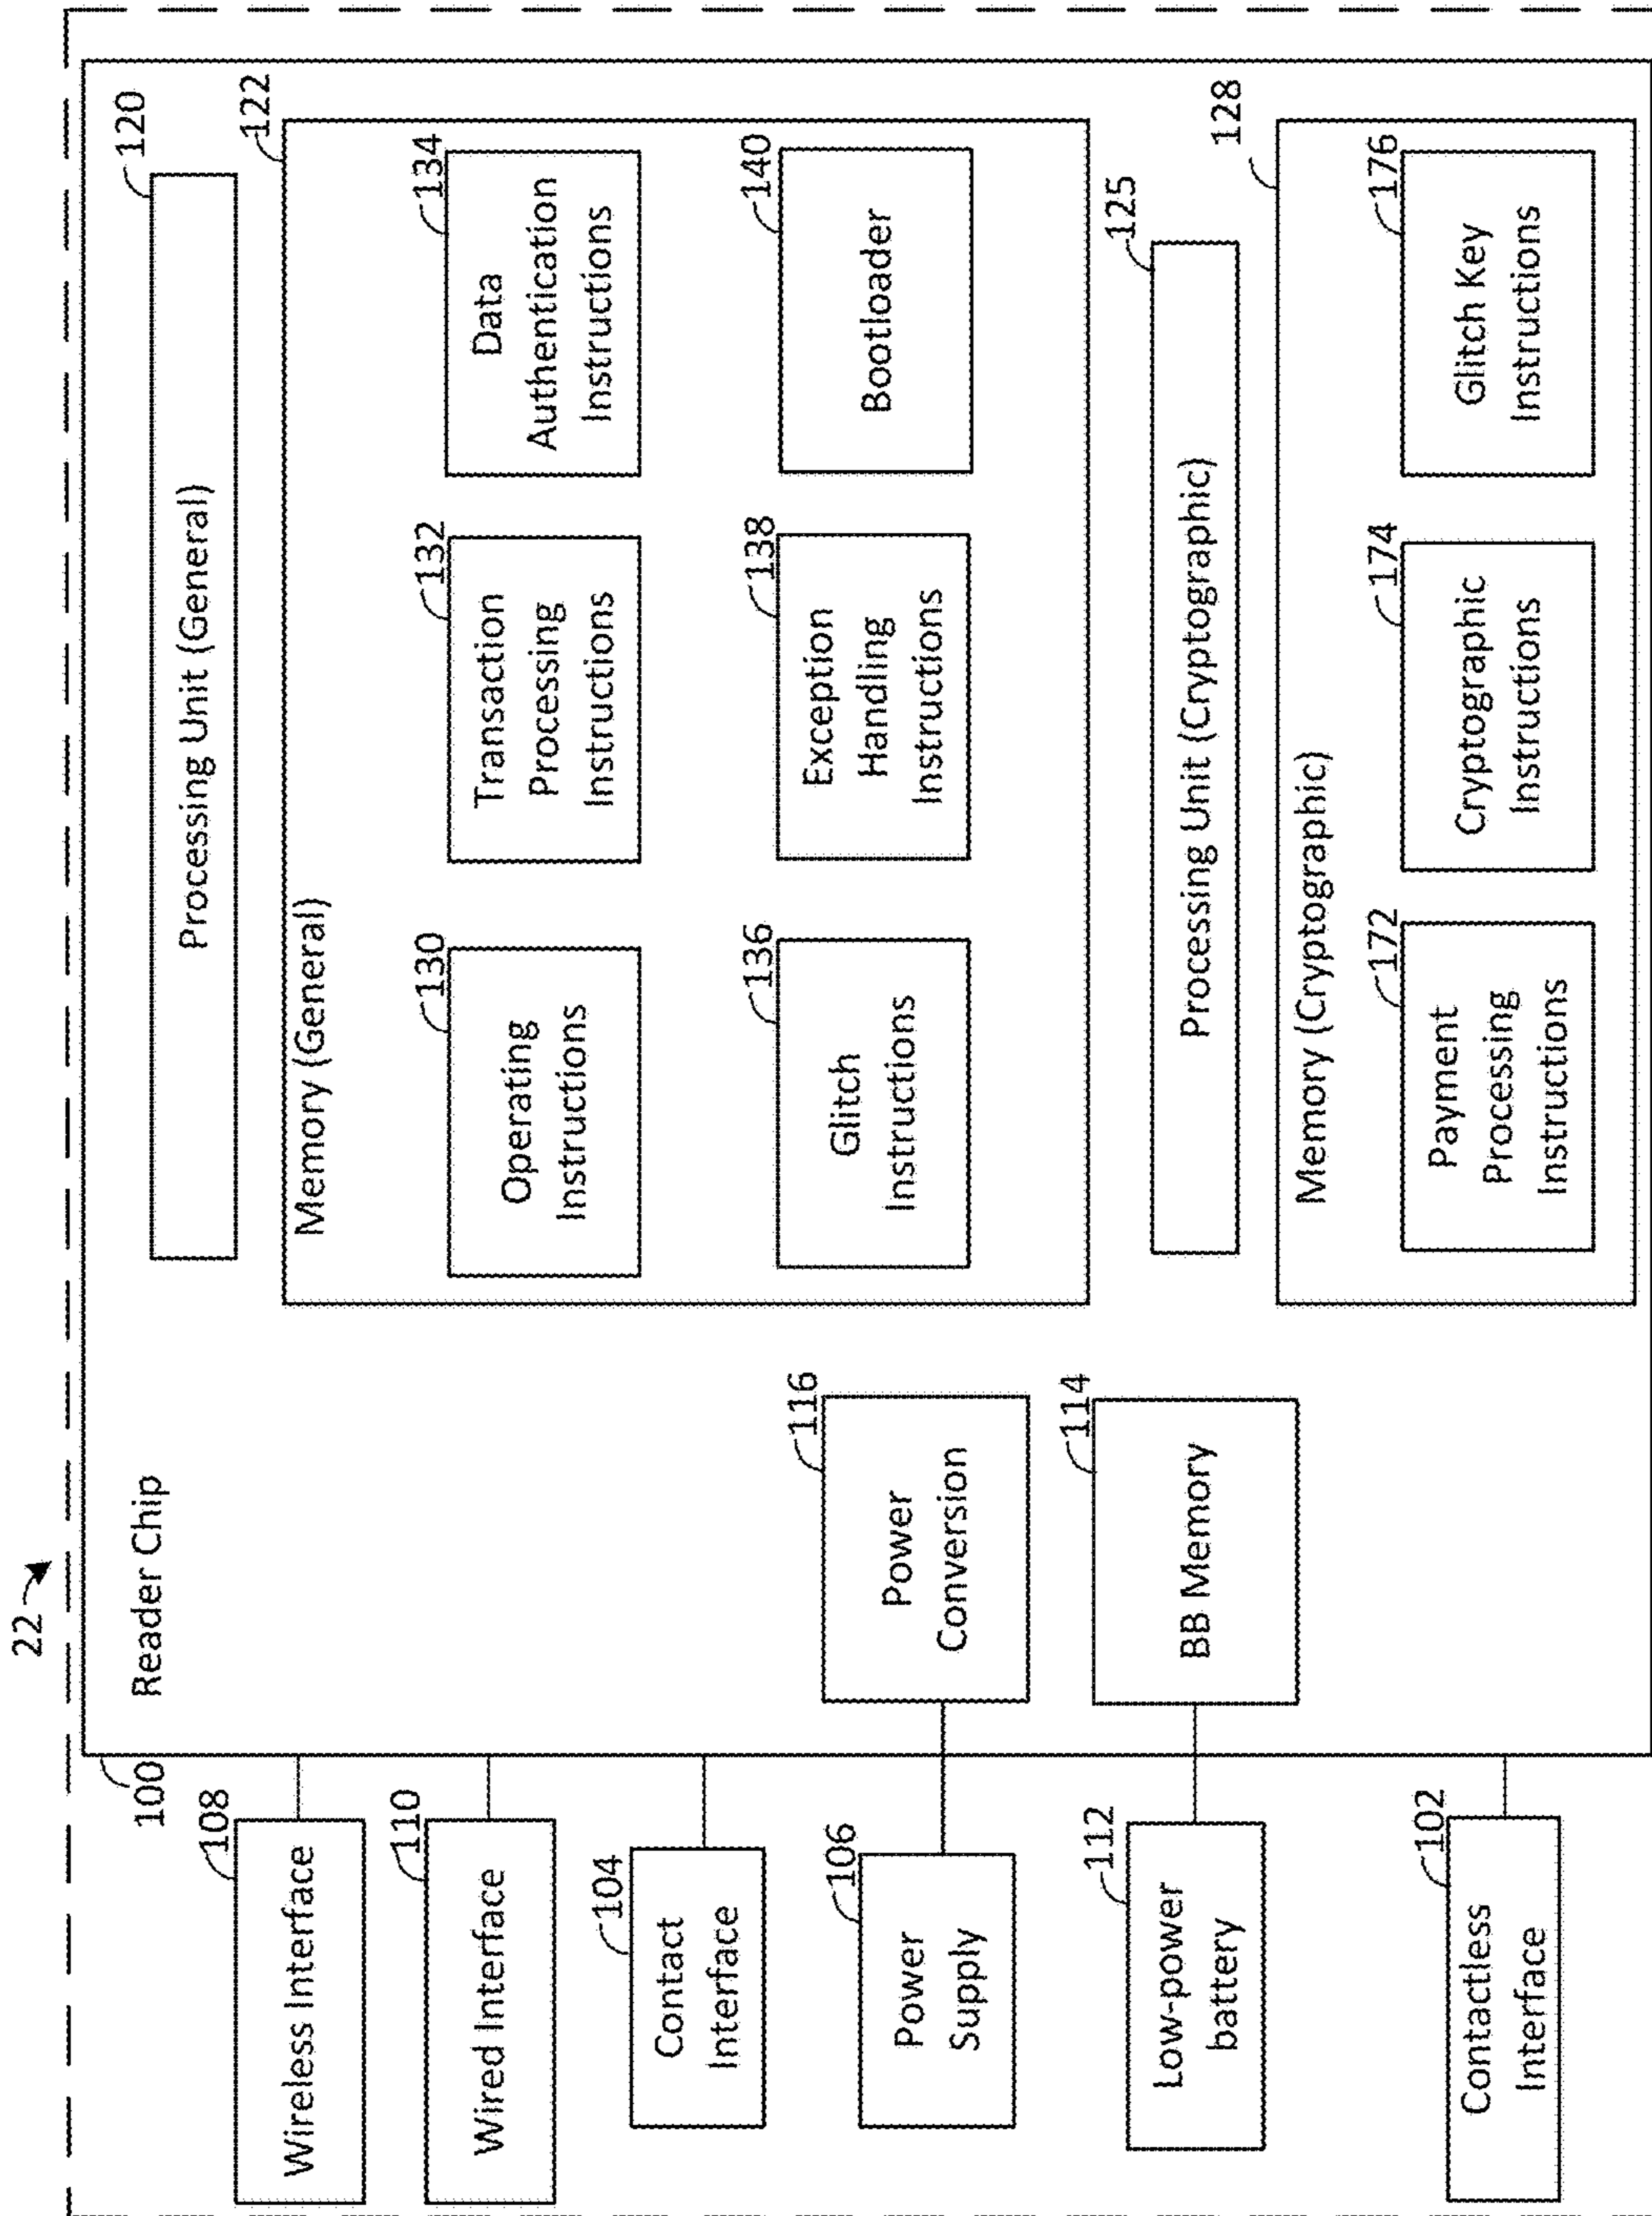 22
100
Reader Chip
120
Processing Unit (General)
108
Wireless Interface
122
Memory (General)
110
Wired Interface
130
Operating
Instructions
132
Transaction
Processing
Instructions
134
Data
Authentication
Instructions
104
Contact
Interface
106
Power
Supply
116
Power
Conversion
136
Glitch
Instructions
138
Exception
Handling
Instructions
140
Bootloader
112
Low-power
battery
114
BB Memory
125
Processing Unit (Cryptographic)
128
Memory (Cryptographic)
102
Contactless
Interface
172
Payment
Processing
Instructions
174
Cryptographic
Instructions
176
Glitch Key
Instructions